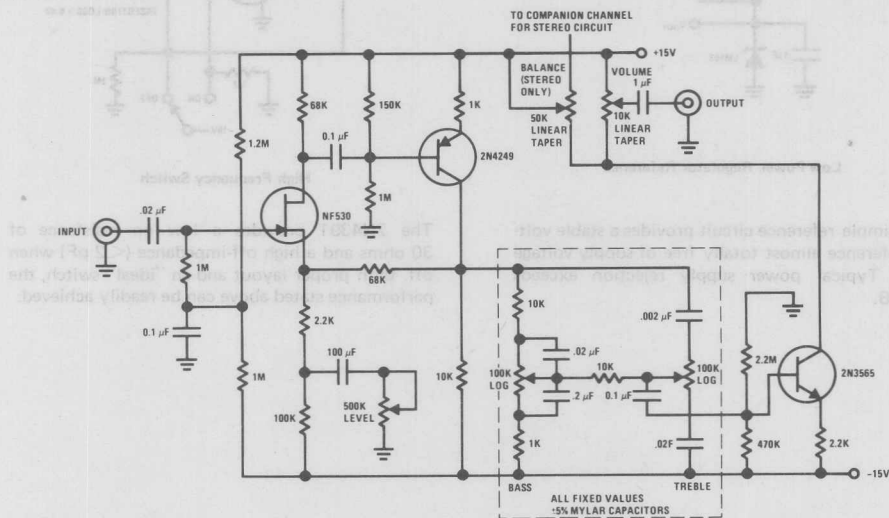 TO COMPANION CHANNEL
FOR STEREO CIRCUIT
+15V
BALANCE
(STEREO
ONLY)
VOLUME
1 µF
OUTPUT
50K
LINEAR
TAPER
10K
LINEAR
TAPER
68K
150K
1K
1.2M
0.1 µF
2N4249
1M
NF530
.02 µF
INPUT
1M
0.1 µF
68K
2.2K
100 µF
500K
LEVEL
1M
100K
10K
10K
.002 µF
.02 µF
100K
LOG
10K
100K
LOG
.2 µF
0.1 µF
1K
.02F
2.2M
2N3565
470K
2.2K
-15V
BASS
TREBLE
ALL FIXED VALUES
±5% MYLAR CAPACITORS
Low Power Regulator Reference
High Frequency Switch
simple reference circuit provides a stable volt-
ference almost totally free of supply voltage
Typical power supply rejection exceed
B.
30 ohms and a high off-impedance (<.2 pF) when
off. With proper layout and an "ideal" switch, the
performance stated above can be readily achieved.